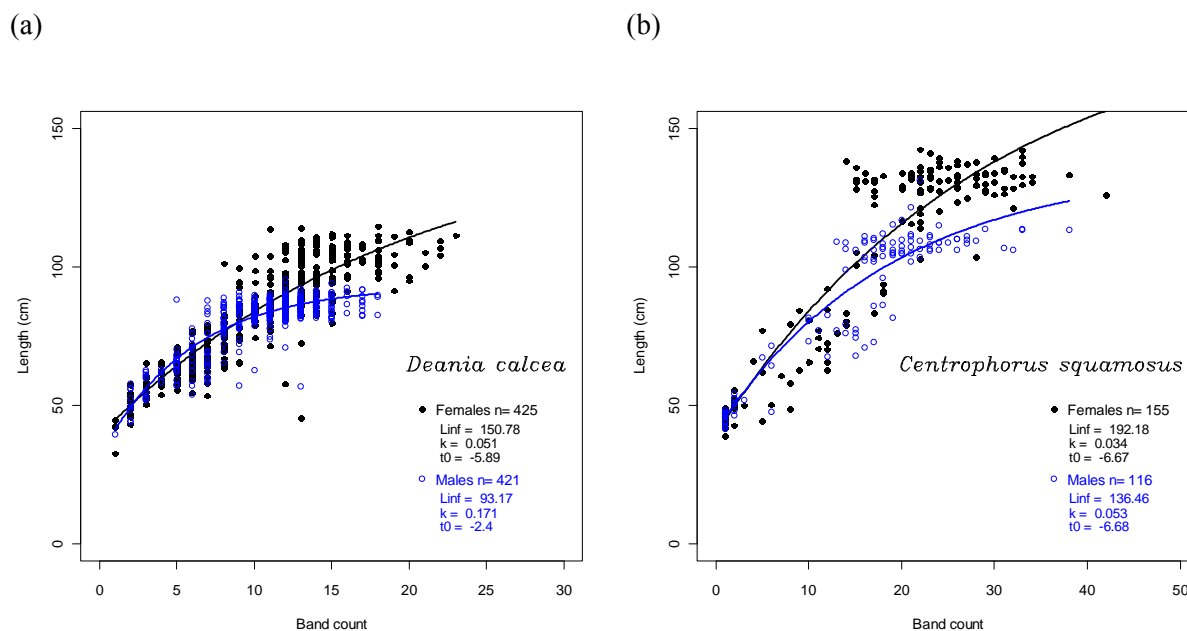 (a)
(b)
Length (cm)
150
100
50
0
Deania calcea
Females n= 425
Linf = 150.78
k = 0.051
t0 = -5.89
Males n= 421
Linf = 93.17
k = 0.171
t0 = -2.4
0 5 10 15 20 25 30
Band count
Length (cm)
150
100
50
0
Centrophorus squamosus
Females n= 155
Linf = 192.18
k = 0.034
t0 = -6.67
Males n= 116
Linf = 136.46
k = 0.053
t0 = -6.68
0 10 20 30 40 50
Band count